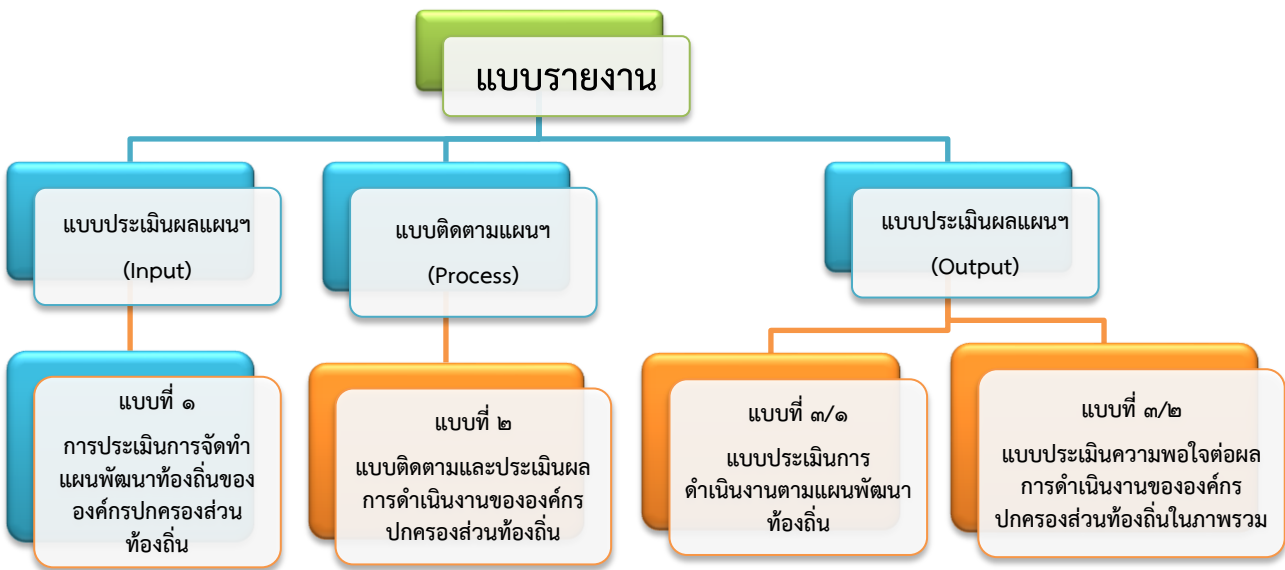 แบบรายงาน
แบบประเมินผลแผนฯ
(Input)
แบบติดตามแผนฯ
(Process)
แบบประเมินผลแผนฯ
(Output)
แบบที่ ๑
การประเมินการจัดทำ
แผนพัฒนาท้องถิ่นของ
องค์กรปกครองส่วน
ท้องถิ่น
แบบที่ ๒
แบบติดตามและประเมินผล
การดำเนินงานขององค์กร
ปกครองส่วนท้องถิ่น
แบบที่ ๓/๑
แบบประเมินการ
ดำเนินงานตามแผนพัฒนา
ท้องถิ่น
แบบที่ ๓/๒
แบบประเมินความพอใจต่อผล
การดำเนินงานขององค์กร
ปกครองส่วนท้องถิ่นในภาพรวม